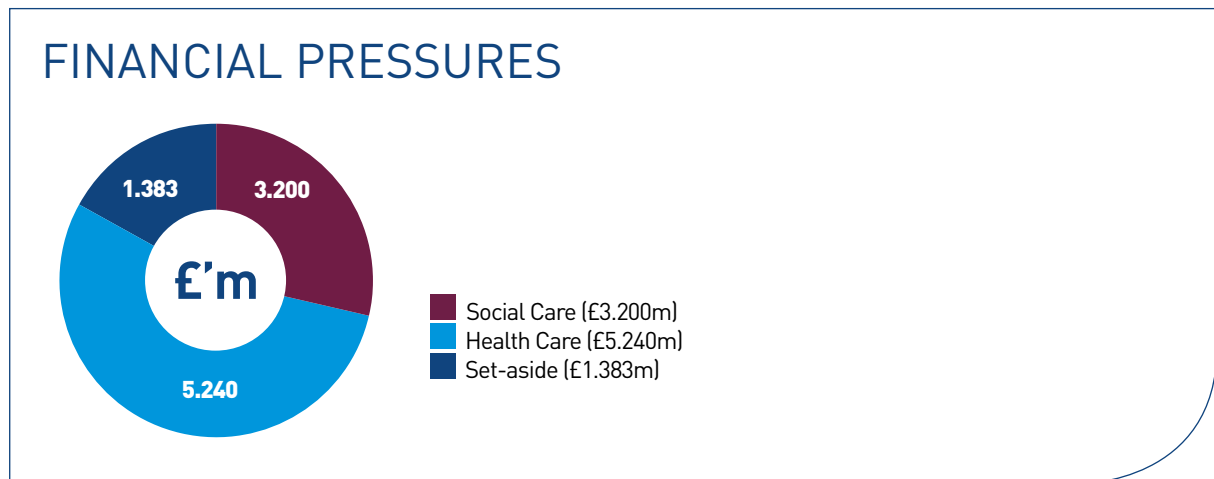 FINANCIAL PRESSURES
1.383
3.200
£'m
5.240
Social Care (£3.200m)
Health Care (£5.240m)
Set-aside (£1.383m)